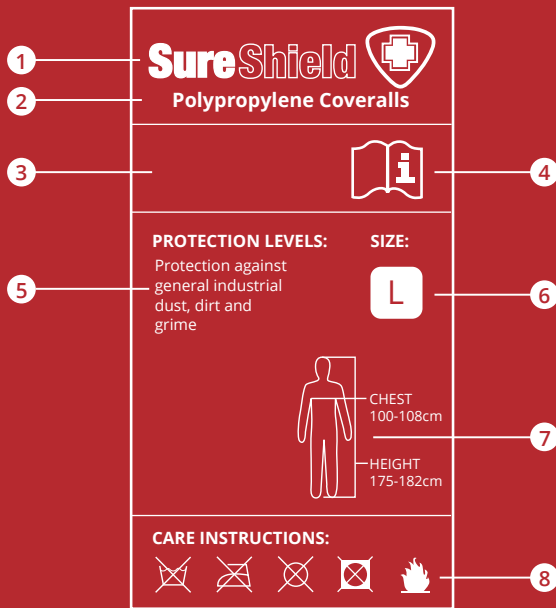 1
SureShield
2
Polypropylene Coveralls
3
i
4
PROTECTION LEVELS:
SIZE:
Protection against
general industrial
dust, dirt and
grime
5
L
6
CHEST
100-108cm
7
HEIGHT
175-182cm
CARE INSTRUCTIONS:
8